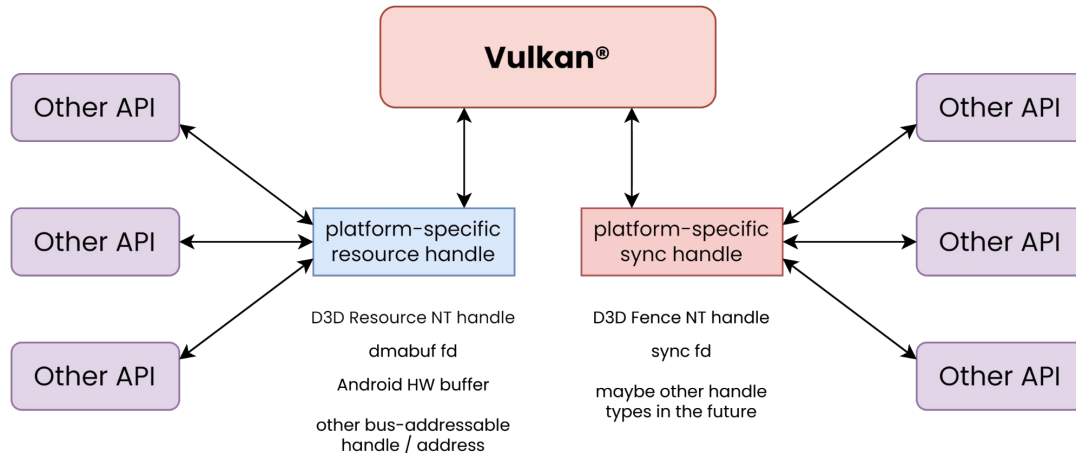 Vulkan®
Other API
Other API
Other API
platform-specific
resource handle
D3D Resource NT handle
dmabuf fd
Android HW buffer
other bus-addressable
handle / address
platform-specific
sync handle
D3D Fence NT handle
sync fd
maybe other handle
types in the future
Other API
Other API
Other API